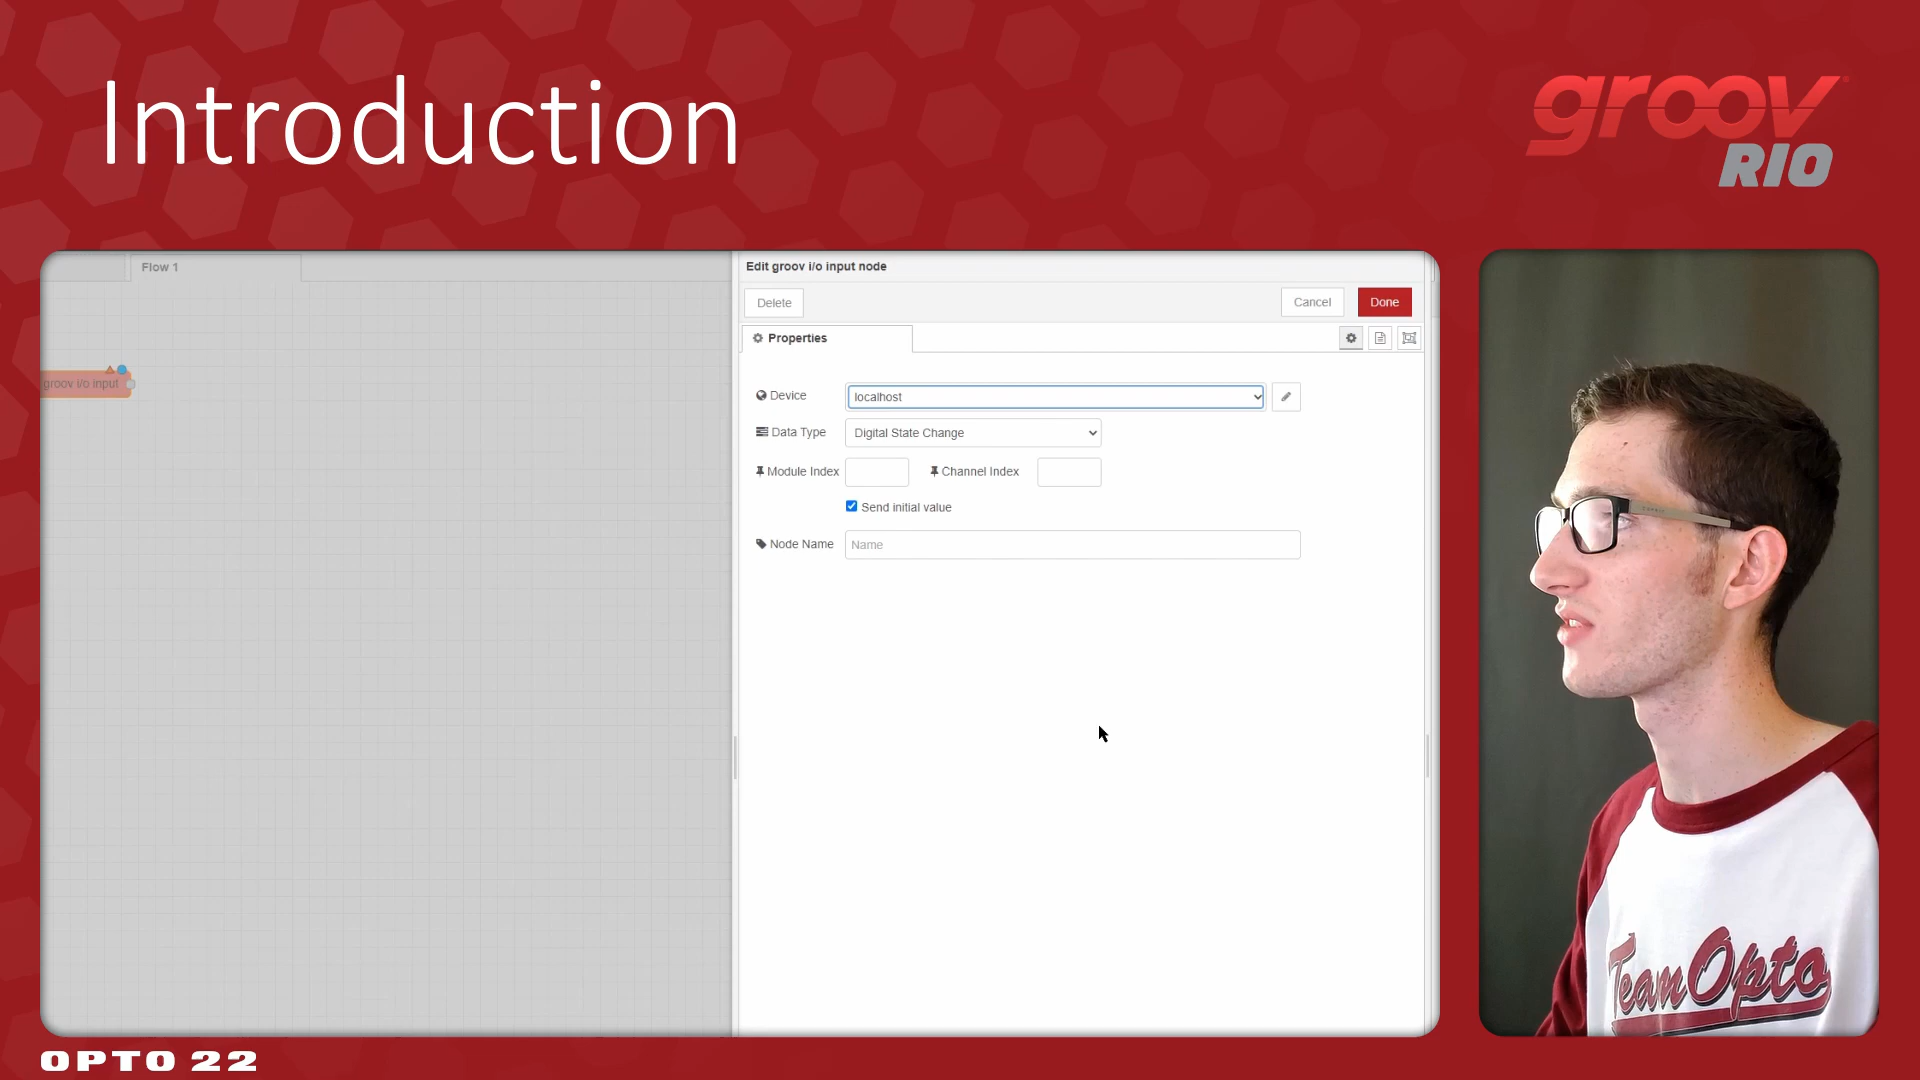 Introduction
groov
RIO
Flow 1
groov i/o input
Edit groov i/o input node
Delete
Cancel
Done
Properties
Device
localhost
Data Type
Digital State Change
Module Index
Channel Index
Send initial value
Node Name
Name
TeamOpto
OPTO 22